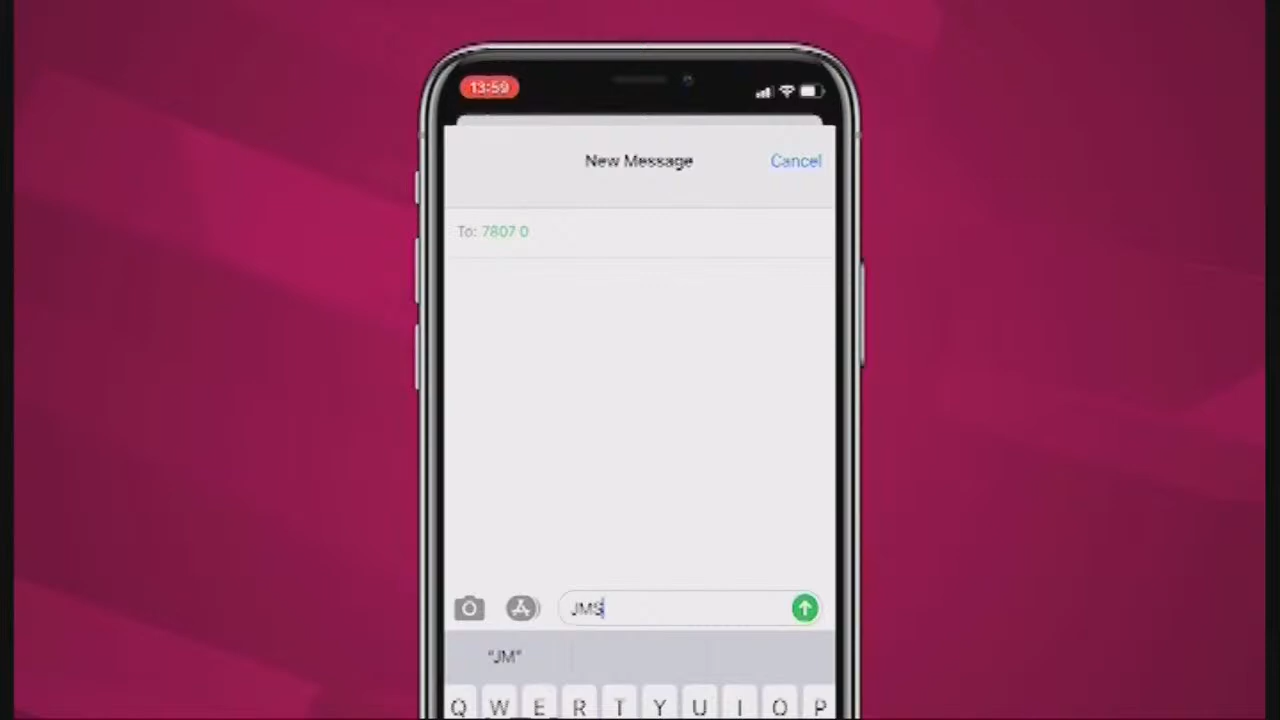 13:59
New Message
Cancel
To: 7807 0
JMS
"JM"
Q W E R T Y U I O P